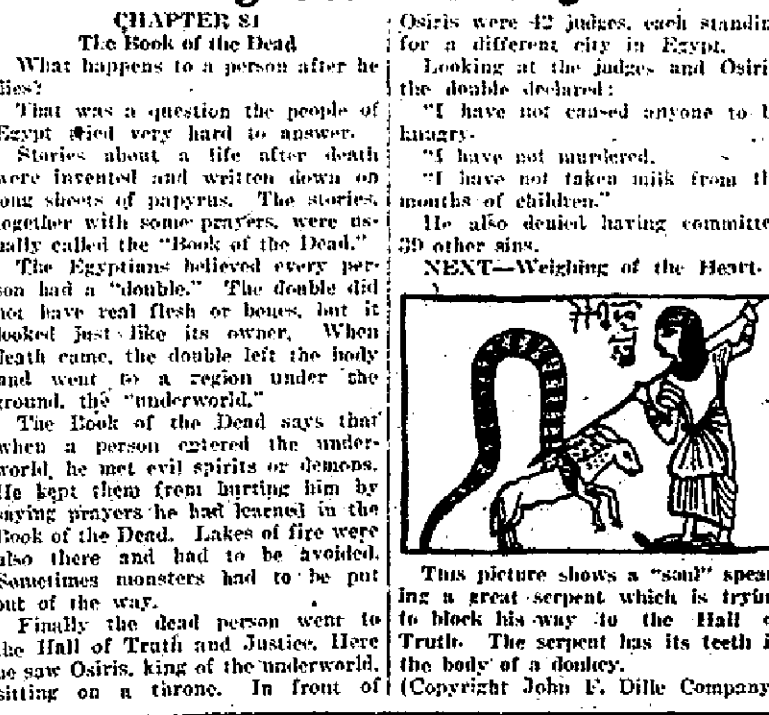 CHAPTER 81
The Book of the Dead
What happens to a person after he
dies?
That was a question the people of
Egypt tried very hard to answer.
Stories about a life after death
were invented and written down on
long sheets of papyrus. The stories,
together with some prayers, were us-
ually called the "Book of the Dead."
The Egyptians believed every per-
son had a "double." The double did
not have real flesh or bones, but it
looked just like its owner. When
death came, the double left the body
and went to a region under the
ground, the "underworld."
The Book of the Dead says that
when a person entered the under-
world, he met evil spirits or demons.
He kept them from hurting him by
saying prayers he had learned in the
Book of the Dead. Lakes of fire were
also there and had to be avoided.
Sometimes monsters had to be put
out of the way.
Finally the dead person went to
the Hall of Truth and Justice. Here
he saw Osiris, king of the underworld,
sitting on a throne. In front of
Osiris were 42 judges, each standin
for a different city in Egypt.
Looking at the judges and Osiri
the double declared:
"I have not caused anyone to b
hungry.
"I have not murdered.
"I have not taken milk from th
mouths of children."
He also denied having committe
39 other sins.
NEXT—Weighing of the Heart.
This picture shows a "soul" spear
ing a great serpent which is tryin
to block his way to the Hall o
Truth. The serpent has its teeth i
the body of a donkey.
(Copyright John F. Dille Company